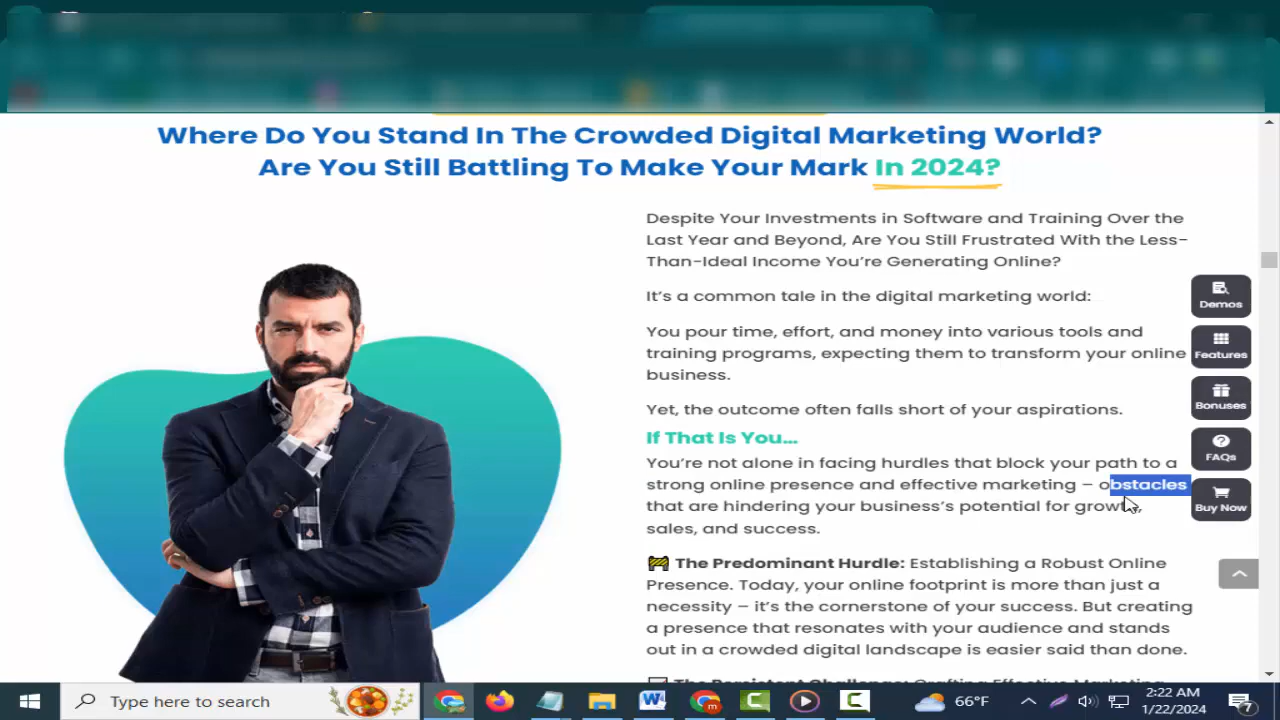 Where Do You Stand In The Crowded Digital Marketing World?
Are You Still Battling To Make Your Mark In 2024?
Despite Your Investments in Software and Training Over the
Last Year and Beyond, Are You Still Frustrated With the Less-
Than-Ideal Income You're Generating Online?
It's a common tale in the digital marketing world:
You pour time, effort, and money into various tools and
training programs, expecting them to transform your online
business.
Yet, the outcome often falls short of your aspirations.
If That Is You...
You're not alone in facing hurdles that block your path to a
strong online presence and effective marketing – obstacles
that are hindering your business's potential for growth,
sales, and success.
🚧 The Predominant Hurdle: Establishing a Robust Online
Presence. Today, your online footprint is more than just a
necessity – it's the cornerstone of your success. But creating
a presence that resonates with your audience and stands
out in a crowded digital landscape is easier said than done.
The Persistent Challenge: Crafting Effective Marketing
Demos
Features
Bonuses
FAQs
Buy Now
Type here to search
66°F
2:22 AM
1/22/2024
7